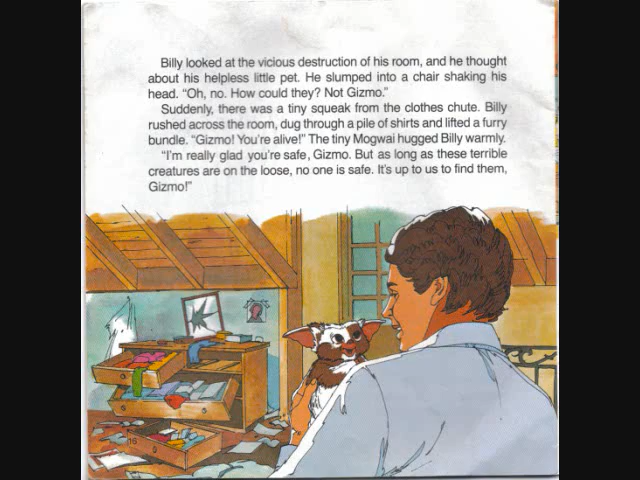 Billy looked at the vicious destruction of his room, and he thought
about his helpless little pet. He slumped into a chair shaking his
head. “Oh, no. How could they? Not Gizmo.”
Suddenly, there was a tiny squeak from the clothes chute. Billy
rushed across the room, dug through a pile of shirts and lifted a furry
bundle. “Gizmo! You’re alive!” The tiny Mogwai hugged Billy warmly.
“I’m really glad you’re safe, Gizmo. But as long as these terrible
creatures are on the loose, no one is safe. It’s up to us to find them,
Gizmo!”
16